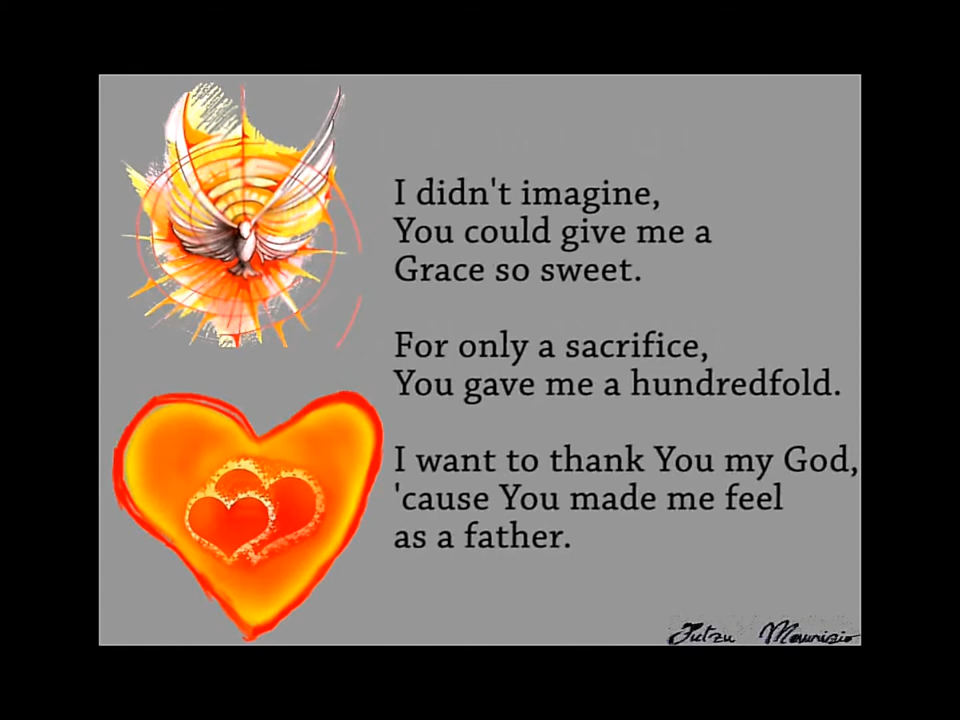 I didn't imagine,
You could give me a
Grace so sweet.
For only a sacrifice,
You gave me a hundredfold.
I want to thank You my God,
'cause You made me feel
as a father.
Maurizio